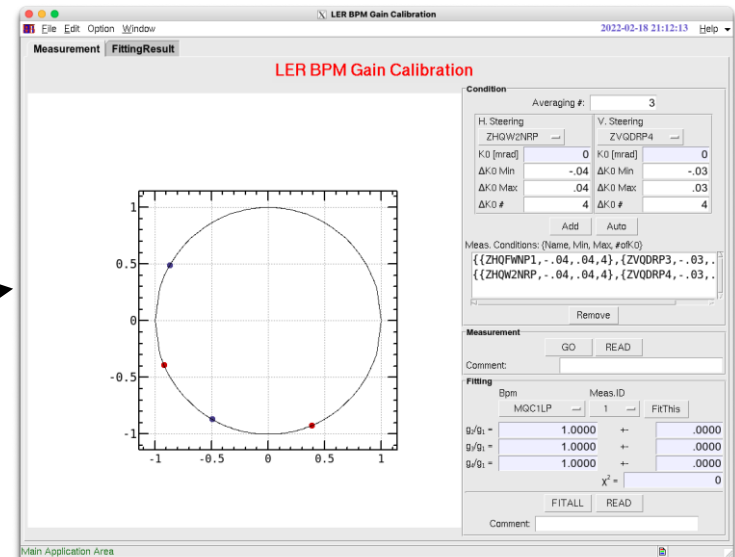 LER BPM Gain Calibration
File Edit Option Window 2022-02-18 21:12:13 Help
Measurement FittingResult
LER BPM Gain Calibration
Condition
Averaging #: 3
H. Steering V. Steering
ZHQW2NRP ZVQDRP4
K0 [mrad] 0 K0 [mrad] 0
ΔK0 Min -.04 ΔK0 Min -.03
ΔK0 Max .04 ΔK0 Max .03
ΔK0 # 4 ΔK0 # 4
Add Auto
Meas. Conditions: (Name, Min, Max, #ofK0)
{{ZHQFWNP1,-.04,.04,4},{ZVQDRP3,-.03,.
{{ZHQW2NRP,-.04,.04,4},{ZVQDRP4,-.03,.
Remove
Measurement
GO READ
Comment:
Fitting
Bpm Meas.ID
MQC1LP 1 FitThis
g₂/g₁ = 1.0000 +- .0000
g₃/g₁ = 1.0000 +- .0000
g₄/g₁ = 1.0000 +- .0000
χ² = 0
FITALL READ
Comment:
1
0.5
0
-0.5
-1
-1 -0.5 0 0.5 1
Main Application Area